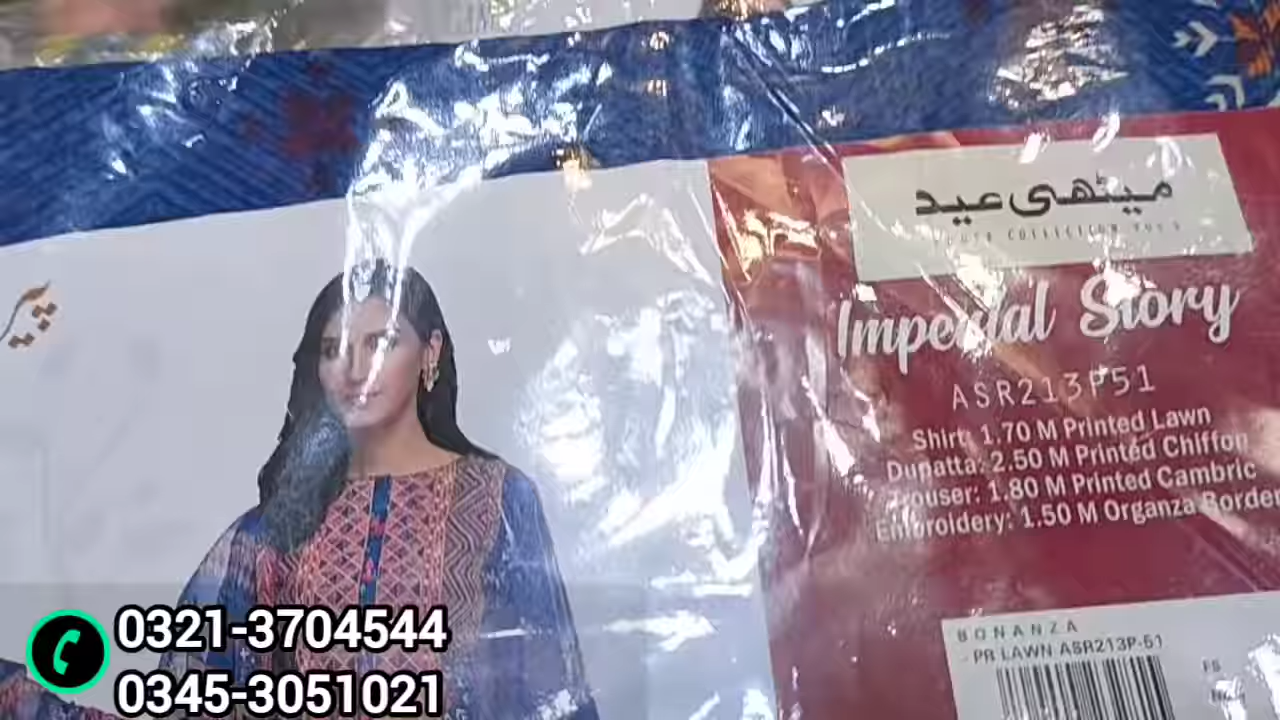 میٹھی عید
COLLECTION
Imperial Story
ASR213P51
Shirt: 1.70 M Printed Lawn
Dupatta: 2.50 M Printed Chiffon
Trouser: 1.80 M Printed Cambric
Embroidery: 1.50 M Organza Border
BONANZA
- PR LAWN ASR213P-51
0321-3704544
0345-3051021